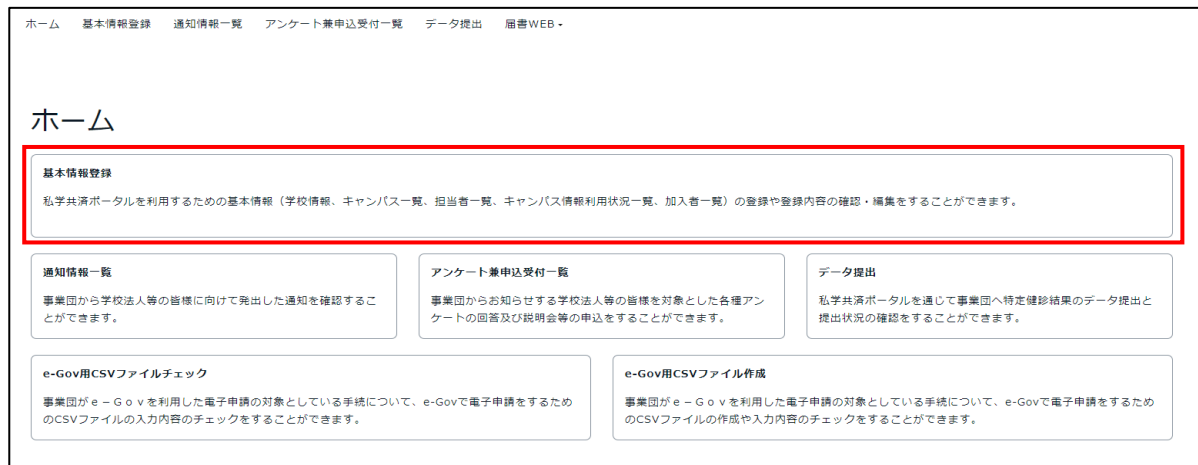 ホーム 基本情報登録 通知情報一覧 アンケート兼申込受付一覧 データ提出 届書WEB
ホーム
基本情報登録
私学共済ポータルを利用するための基本情報（学校情報、キャンパス一覧、担当者一覧、キャンパス情報利用状況一覧、加入者一覧）の登録や登録内容の確認・編集をすることができます。
通知情報一覧
事業団から学校法人等の皆様に向けて発出した通知を確認するこ
とができます。
アンケート兼申込受付一覧
事業団からお知らせする学校法人等の皆様を対象とした各種アン
ケートの回答及び説明会等の申込をすることができます。
データ提出
私学共済ポータルを通じて事業団へ特定健診結果のデータ提出と
提出状況の確認をすることができます。
e-Gov用CSVファイルチェック
事業団がｅ－Ｇｏｖを利用した電子申請の対象としている手続について、e-Govで電子申請をするため
のCSVファイルの入力内容のチェックをすることができます。
e-Gov用CSVファイル作成
事業団がｅ－Ｇｏｖを利用した電子申請の対象としている手続について、e-Govで電子申請をするため
のCSVファイルの作成や入力内容のチェックをすることができます。